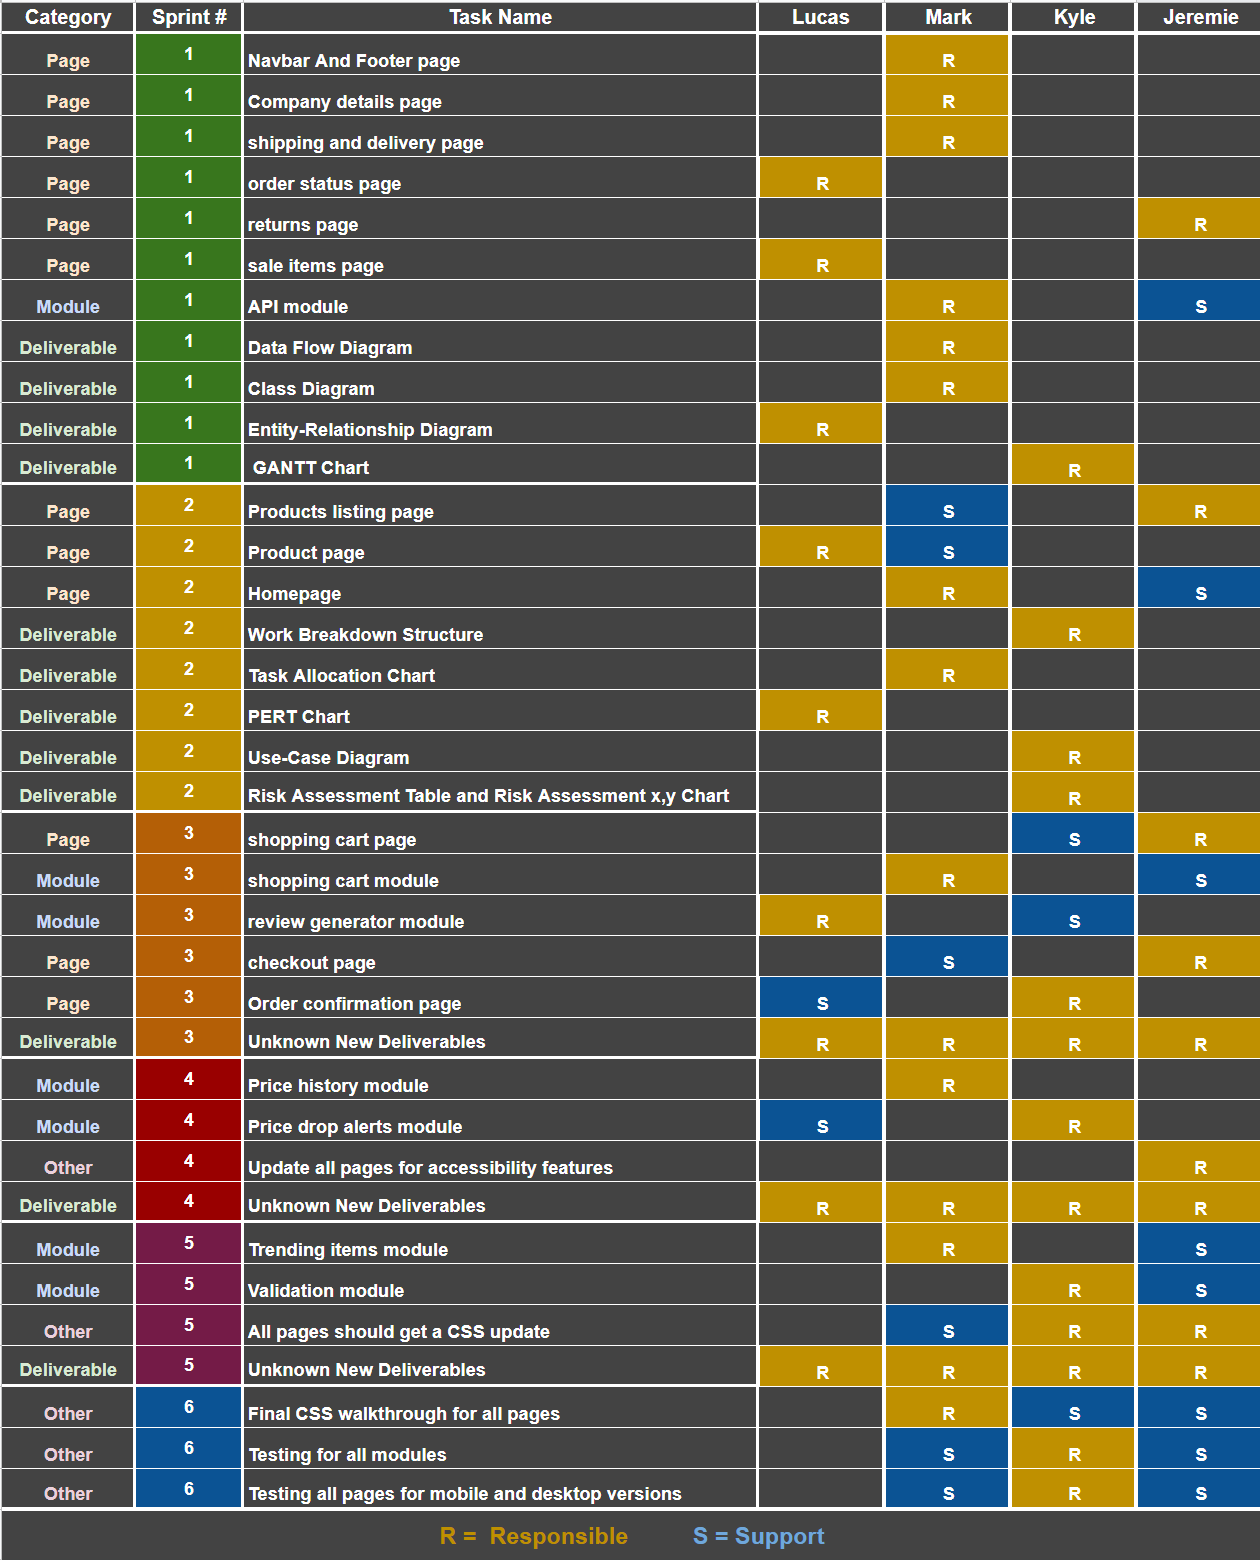 Category Sprint # Task Name Lucas Mark Kyle Jeremie
Page 1 Navbar And Footer page R
Page 1 Company details page R
Page 1 shipping and delivery page R
Page 1 order status page R
Page 1 returns page R
Page 1 sale items page R
Module 1 API module R S
Deliverable 1 Data Flow Diagram R
Deliverable 1 Class Diagram R
Deliverable 1 Entity-Relationship Diagram R
Deliverable 1 GANTT Chart R
Page 2 Products listing page S R
Page 2 Product page R S
Page 2 Homepage R S
Deliverable 2 Work Breakdown Structure R
Deliverable 2 Task Allocation Chart R
Deliverable 2 PERT Chart R
Deliverable 2 Use-Case Diagram R
Deliverable 2 Risk Assessment Table and Risk Assessment x,y Chart R
Page 3 shopping cart page S R
Module 3 shopping cart module R S
Module 3 review generator module R S
Page 3 checkout page S R
Page 3 Order confirmation page S R
Deliverable 3 Unknown New Deliverables R R R R
Module 4 Price history module R
Module 4 Price drop alerts module S R
Other 4 Update all pages for accessibility features R
Deliverable 4 Unknown New Deliverables R R R R
Module 5 Trending items module R S
Module 5 Validation module R S
Other 5 All pages should get a CSS update S R R
Deliverable 5 Unknown New Deliverables R R R R
Other 6 Final CSS walkthrough for all pages R S S
Other 6 Testing for all modules S R S
Other 6 Testing all pages for mobile and desktop versions S R S
R = Responsible S = Support